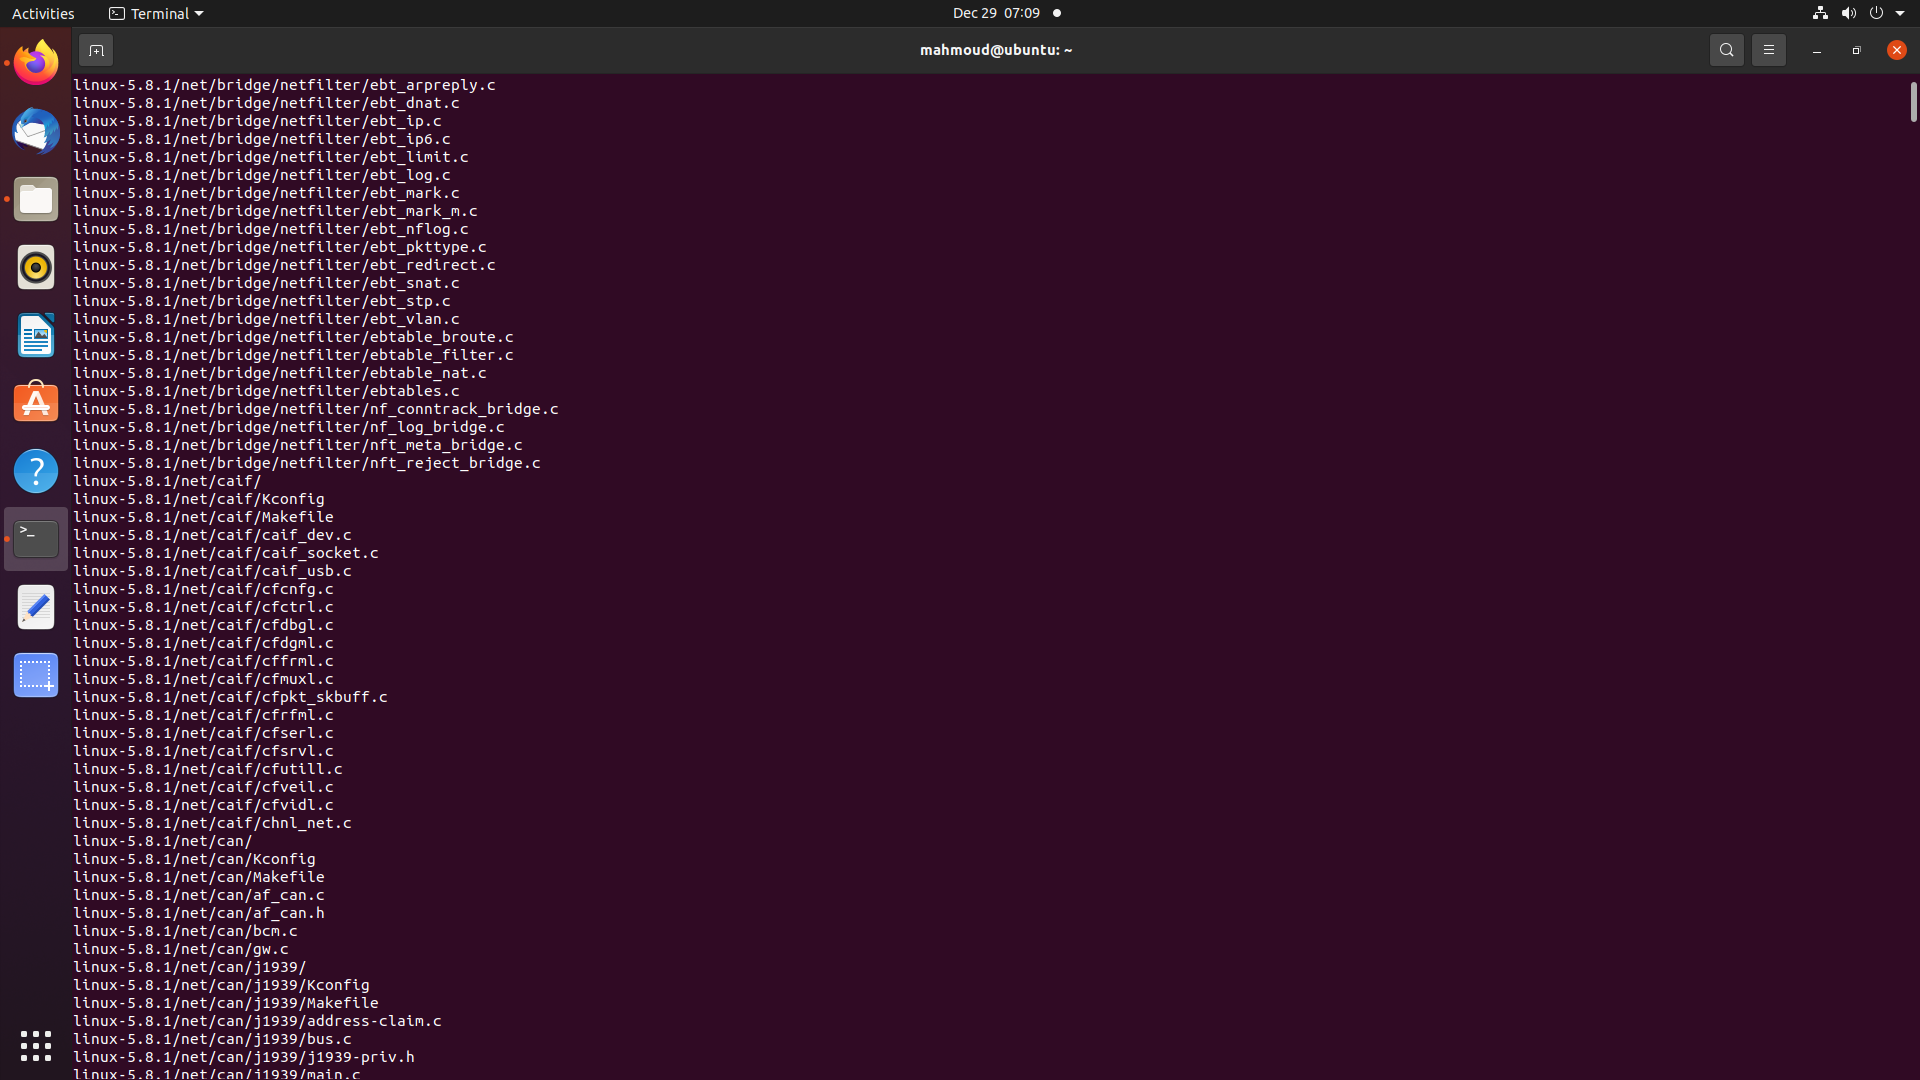 Activities
Terminal
Dec 29 07:09
mahmoud@ubuntu: ~
linux-5.8.1/net/bridge/netfilter/ebt_arpreply.c
linux-5.8.1/net/bridge/netfilter/ebt_dnat.c
linux-5.8.1/net/bridge/netfilter/ebt_ip.c
linux-5.8.1/net/bridge/netfilter/ebt_ip6.c
linux-5.8.1/net/bridge/netfilter/ebt_limit.c
linux-5.8.1/net/bridge/netfilter/ebt_log.c
linux-5.8.1/net/bridge/netfilter/ebt_mark.c
linux-5.8.1/net/bridge/netfilter/ebt_mark_m.c
linux-5.8.1/net/bridge/netfilter/ebt_nflog.c
linux-5.8.1/net/bridge/netfilter/ebt_pkttype.c
linux-5.8.1/net/bridge/netfilter/ebt_redirect.c
linux-5.8.1/net/bridge/netfilter/ebt_snat.c
linux-5.8.1/net/bridge/netfilter/ebt_stp.c
linux-5.8.1/net/bridge/netfilter/ebt_vlan.c
linux-5.8.1/net/bridge/netfilter/ebtable_broute.c
linux-5.8.1/net/bridge/netfilter/ebtable_filter.c
linux-5.8.1/net/bridge/netfilter/ebtable_nat.c
linux-5.8.1/net/bridge/netfilter/ebtables.c
linux-5.8.1/net/bridge/netfilter/nf_conntrack_bridge.c
linux-5.8.1/net/bridge/netfilter/nf_log_bridge.c
linux-5.8.1/net/bridge/netfilter/nft_meta_bridge.c
linux-5.8.1/net/bridge/netfilter/nft_reject_bridge.c
linux-5.8.1/net/caif/
linux-5.8.1/net/caif/Kconfig
linux-5.8.1/net/caif/Makefile
linux-5.8.1/net/caif/caif_dev.c
linux-5.8.1/net/caif/caif_socket.c
linux-5.8.1/net/caif/caif_usb.c
linux-5.8.1/net/caif/cfcnfg.c
linux-5.8.1/net/caif/cfctrl.c
linux-5.8.1/net/caif/cfdbgl.c
linux-5.8.1/net/caif/cfdgml.c
linux-5.8.1/net/caif/cffrml.c
linux-5.8.1/net/caif/cfmuxl.c
linux-5.8.1/net/caif/cfpkt_skbuff.c
linux-5.8.1/net/caif/cfrfml.c
linux-5.8.1/net/caif/cfserl.c
linux-5.8.1/net/caif/cfsrvl.c
linux-5.8.1/net/caif/cfutill.c
linux-5.8.1/net/caif/cfveil.c
linux-5.8.1/net/caif/cfvidl.c
linux-5.8.1/net/caif/chnl_net.c
linux-5.8.1/net/can/
linux-5.8.1/net/can/Kconfig
linux-5.8.1/net/can/Makefile
linux-5.8.1/net/can/af_can.c
linux-5.8.1/net/can/af_can.h
linux-5.8.1/net/can/bcm.c
linux-5.8.1/net/can/gw.c
linux-5.8.1/net/can/j1939/
linux-5.8.1/net/can/j1939/Kconfig
linux-5.8.1/net/can/j1939/Makefile
linux-5.8.1/net/can/j1939/address-claim.c
linux-5.8.1/net/can/j1939/bus.c
linux-5.8.1/net/can/j1939/j1939-priv.h
linux-5.8.1/net/can/j1939/main.c